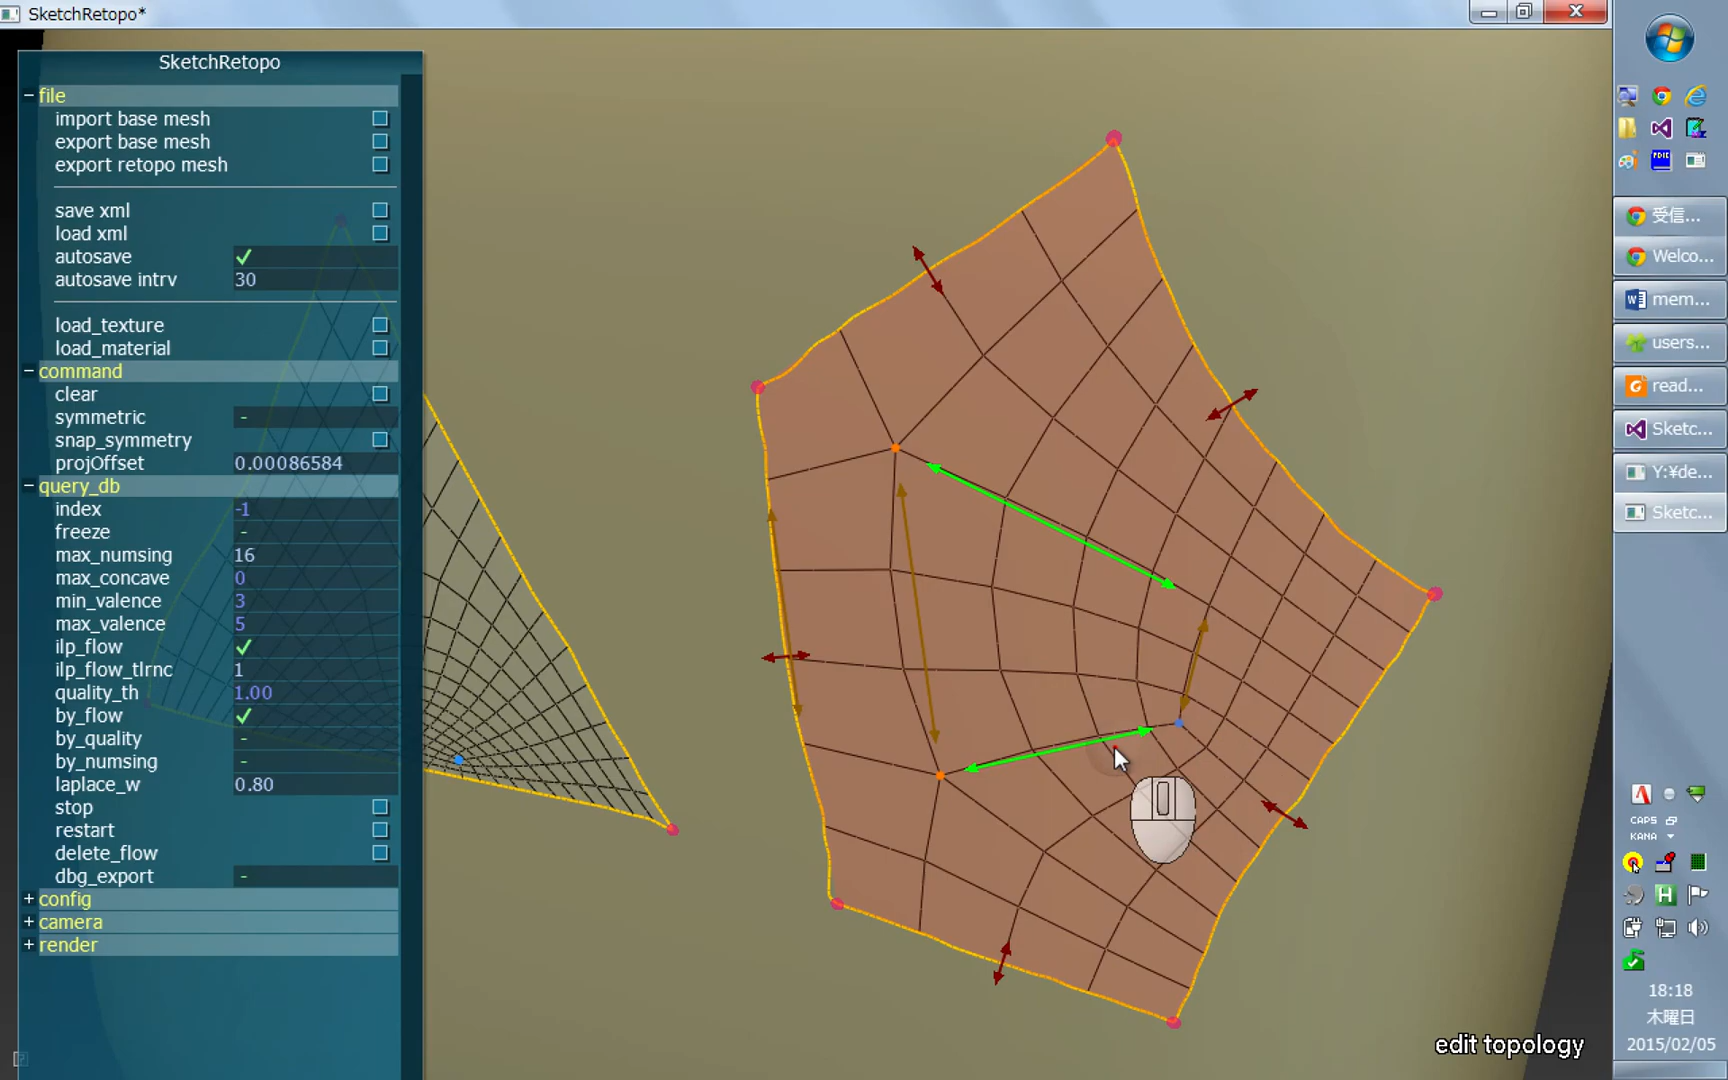 SketchRetopo*
SketchRetopo
file
import base mesh
export base mesh
export retopo mesh
save xml
load xml
autosave
autosave intrv 30
load_texture
load_material
command
clear
symmetric -
snap_symmetry
projOffset 0.00086584
query_db
index -1
freeze -
max_numsing 16
max_concave 0
min_valence 3
max_valence 5
ilp_flow
ilp_flow_tlrnc 1
quality_th 1.00
by_flow
by_quality -
by_numsing -
laplace_w 0.80
stop
restart
delete_flow
dbg_export -
config
camera
render
edit topology
PDIC
受信...
Welco...
mem...
users...
read...
Sketc...
Y:¥de...
Sketc...
CAPS
KANA
18:18
木曜日
2015/02/05